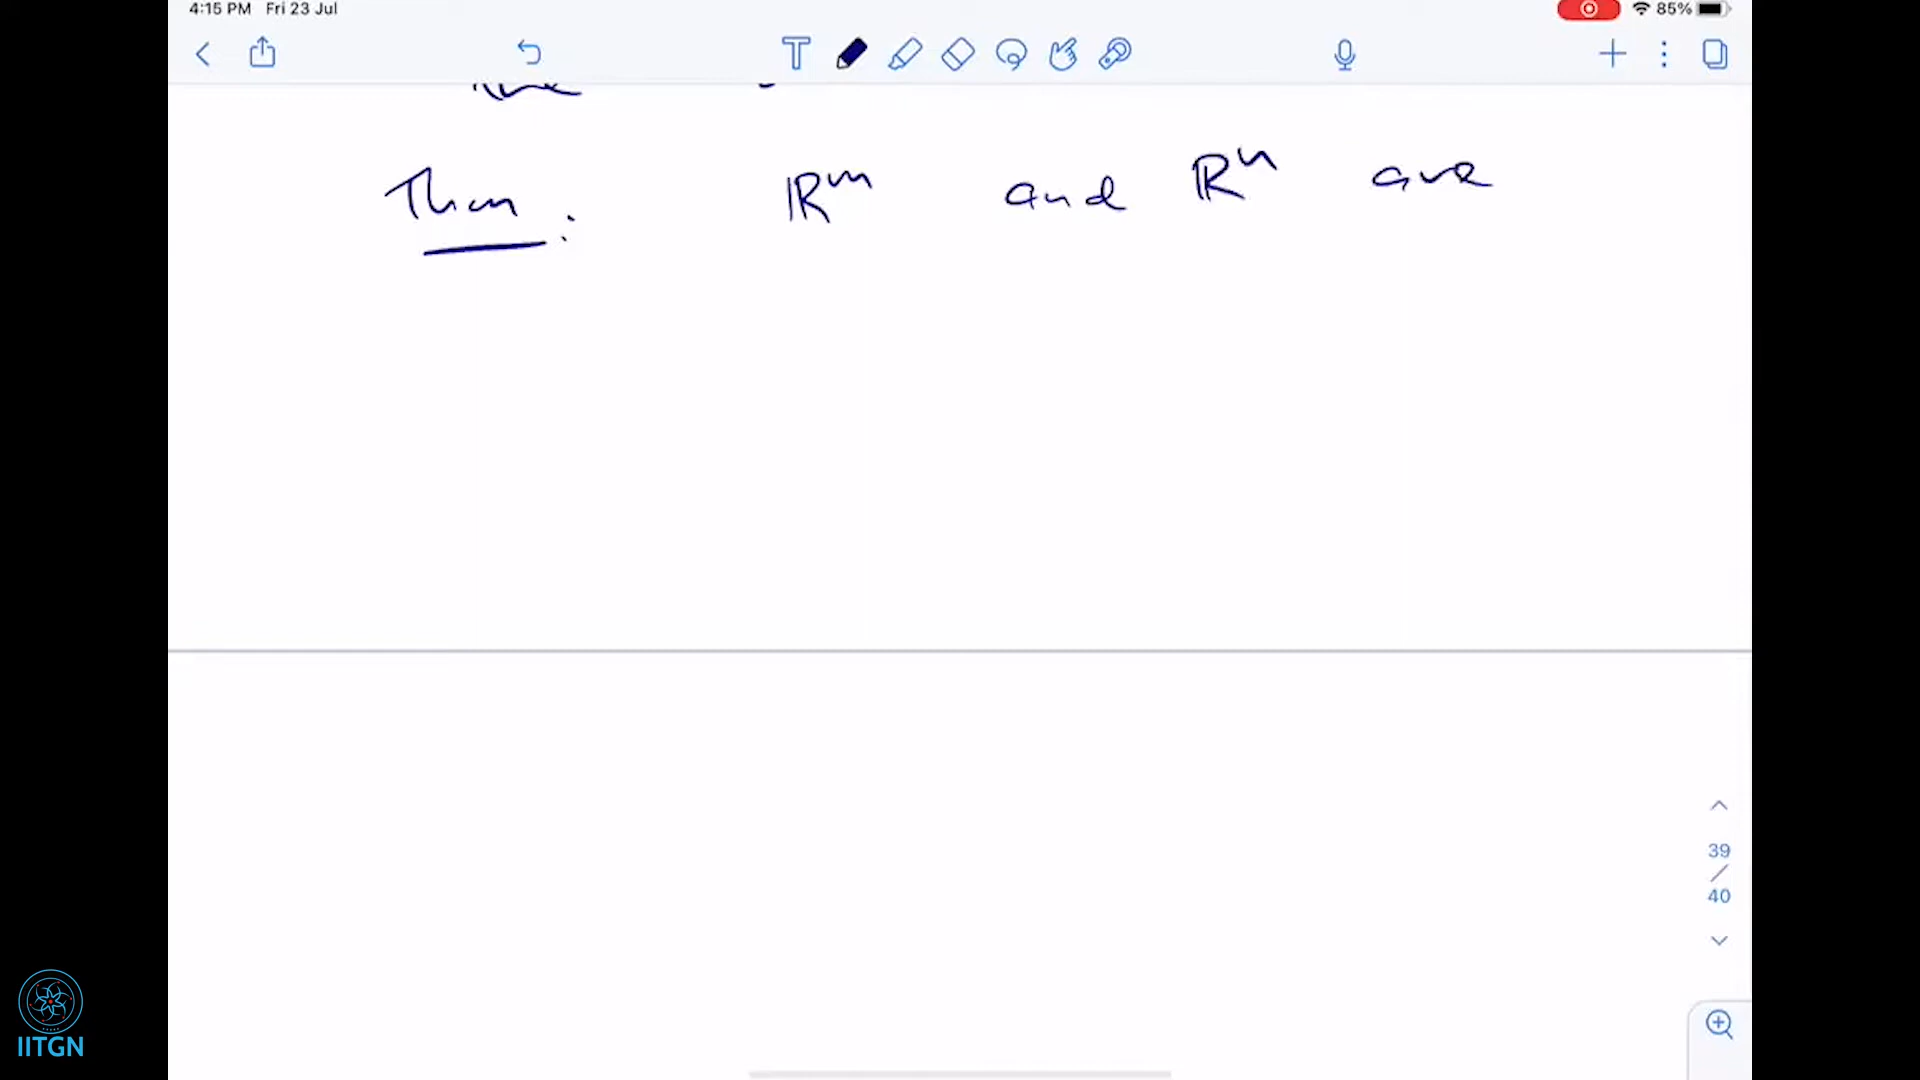 4:15 PM Fri 23 Jul
85%
Thm : ℝᵐ and ℝⁿ are
39
/
40
IITGN